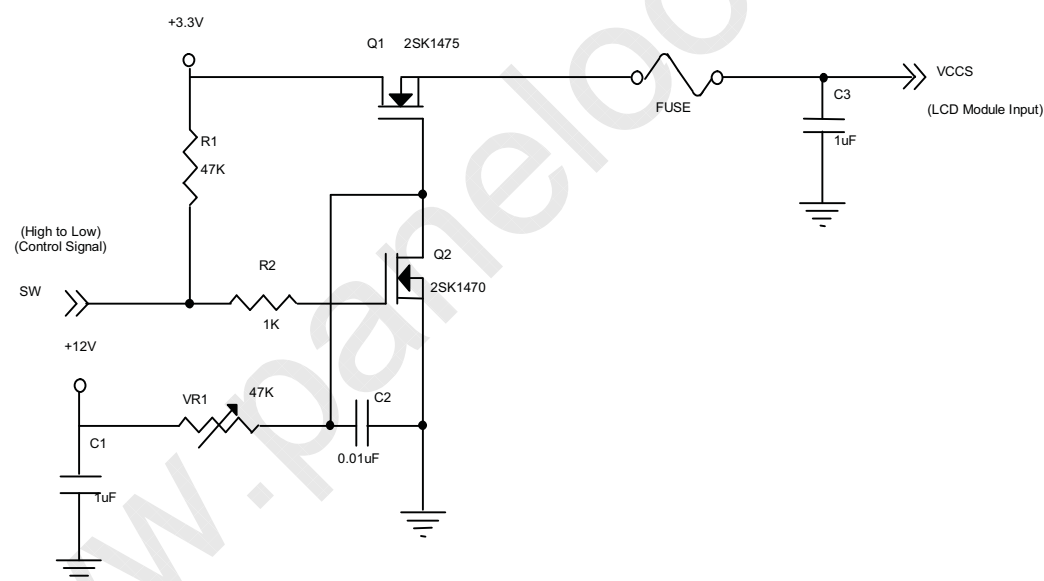 +3.3V
Q1 2SK1475
FUSE
VCCS
(LCD Module Input)
C3
1uF
R1
47K
(High to Low)
(Control Signal)
SW
R2
1K
Q2
2SK1470
+12V
VR1
47K
C2
0.01uF
C1
1uF
w.paneloo